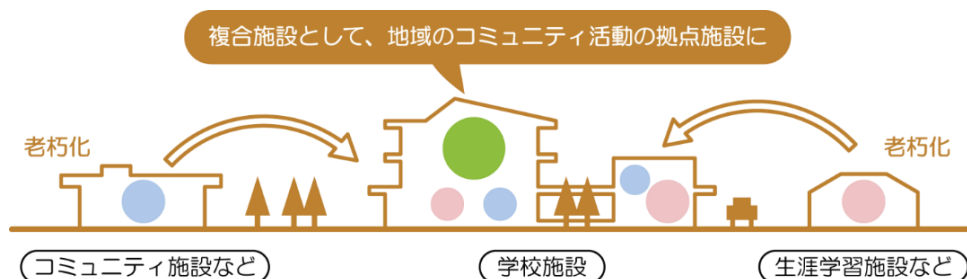 複合施設として、地域のコミュニティ活動の拠点施設に
老朽化
老朽化
コミュニティ施設など
学校施設
生涯学習施設など